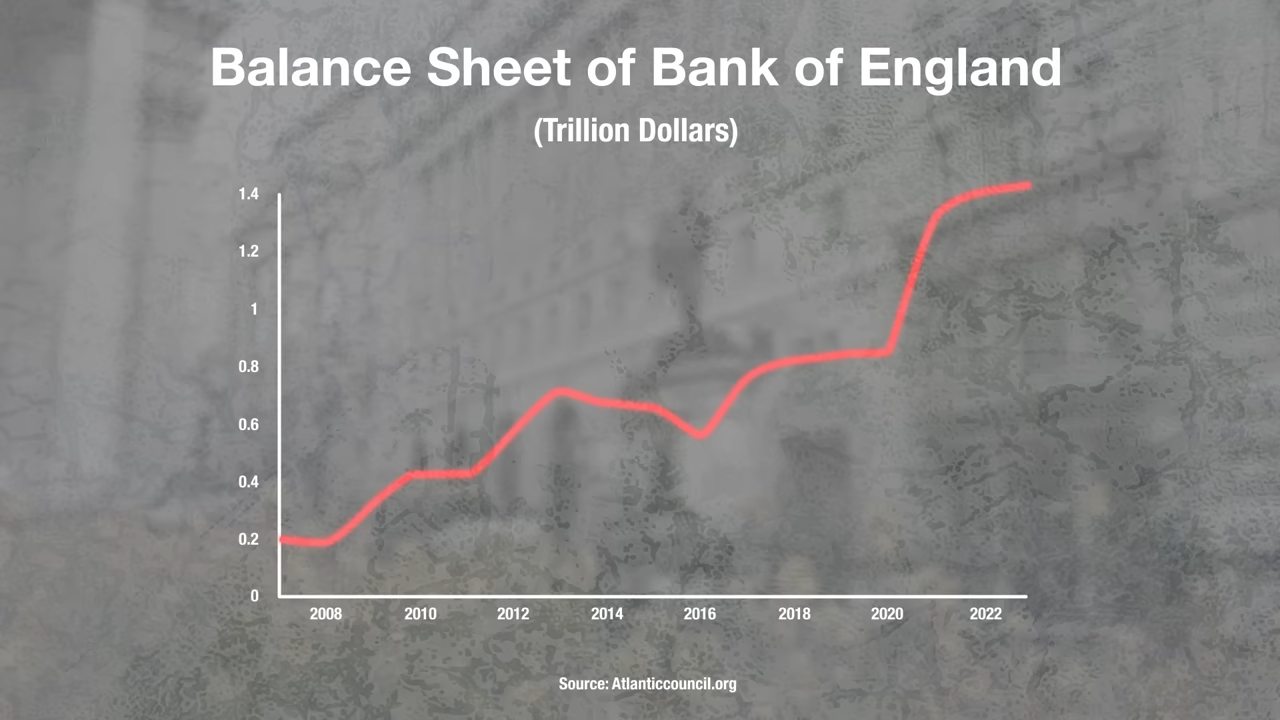 Balance Sheet of Bank of England
(Trillion Dollars)
1.4
1.2
1
0.8
0.6
0.4
0.2
0
2008 2010 2012 2014 2016 2018 2020 2022
Source: Atlanticcouncil.org